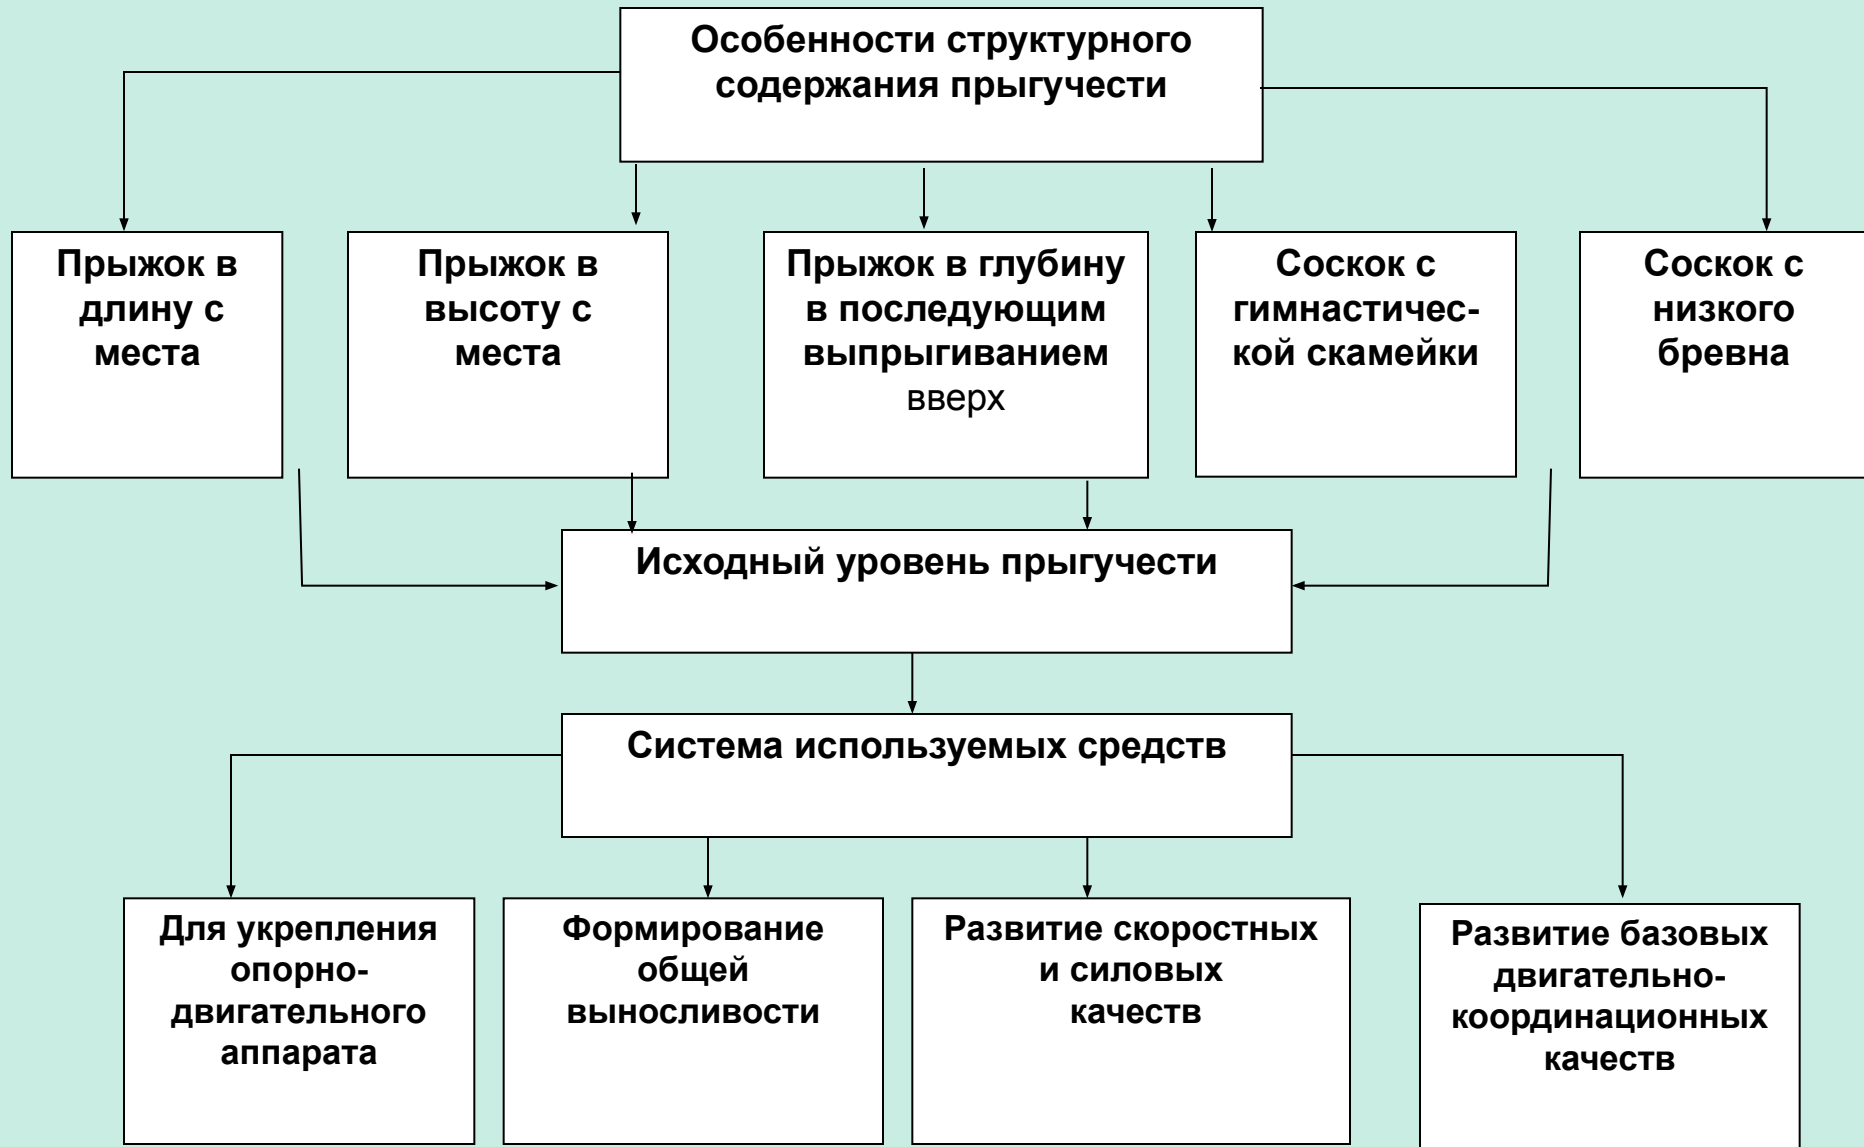 Особенности структурного
содержания прыгучести
Прыжок в
длину с
места
Прыжок в
высоту с
места
Прыжок в глубину
в последующим
выпрыгиванием
вверх
Соскок с
гимнастичес-
кой скамейки
Соскок с
низкого
бревна
Исходный уровень прыгучести
Система используемых средств
Для укрепления
опорно-
двигательного
аппарата
Формирование
общей
выносливости
Развитие скоростных
и силовых
качеств
Развитие базовых
двигательно-
координационных
качеств